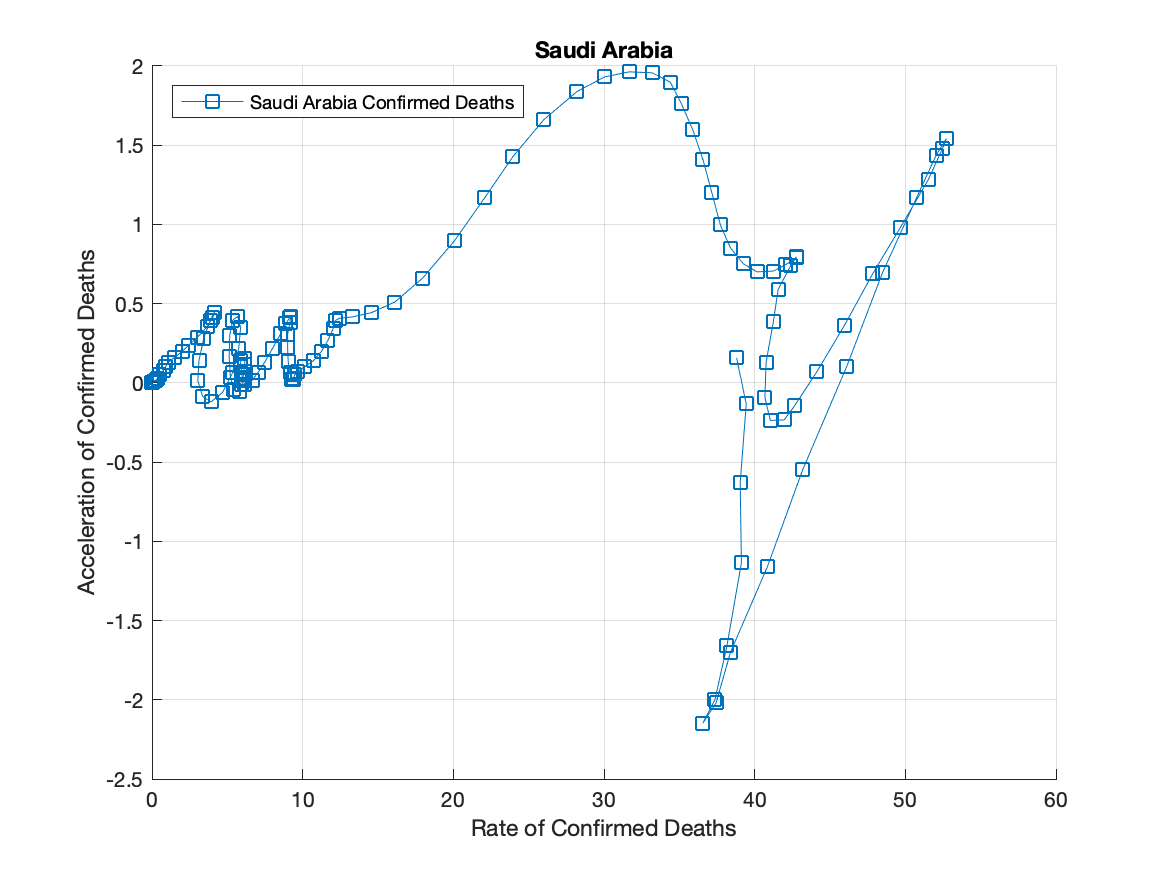 Saudi Arabia
Saudi Arabia Confirmed Deaths
2
1.5
1
0.5
0
-0.5
-1
-1.5
-2
-2.5
Acceleration of Confirmed Deaths
0 10 20 30 40 50 60
Rate of Confirmed Deaths